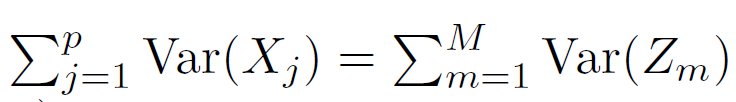 ∑_{j=1}^{p} Var(X_j) = ∑_{m=1}^{M} Var(Z_m)